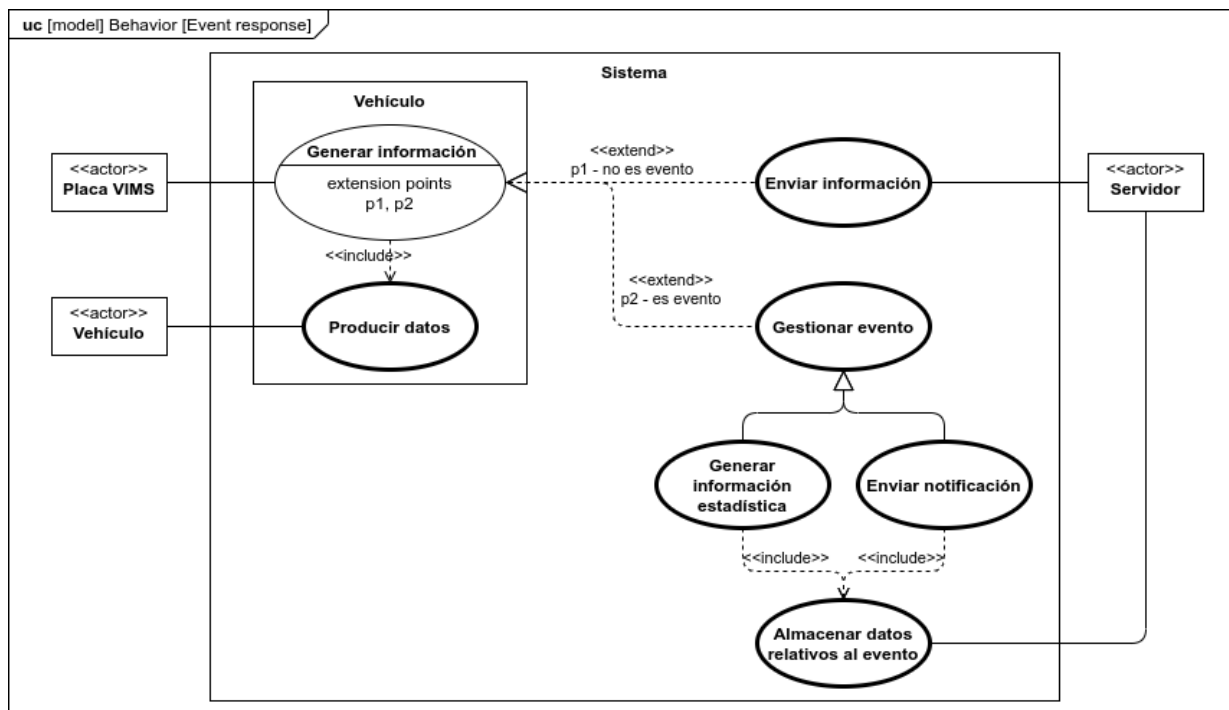 uc [model] Behavior [Event response]
Sistema
Vehículo
Generar información
extension points
p1, p2
<<include>>
Producir datos
<<actor>>
Placa VIMS
<<actor>>
Vehículo
<<extend>>
p1 - no es evento
Enviar información
<<actor>>
Servidor
<<extend>>
p2 - es evento
Gestionar evento
Generar
información
estadística
Enviar notificación
<<include>>
<<include>>
Almacenar datos
relativos al evento